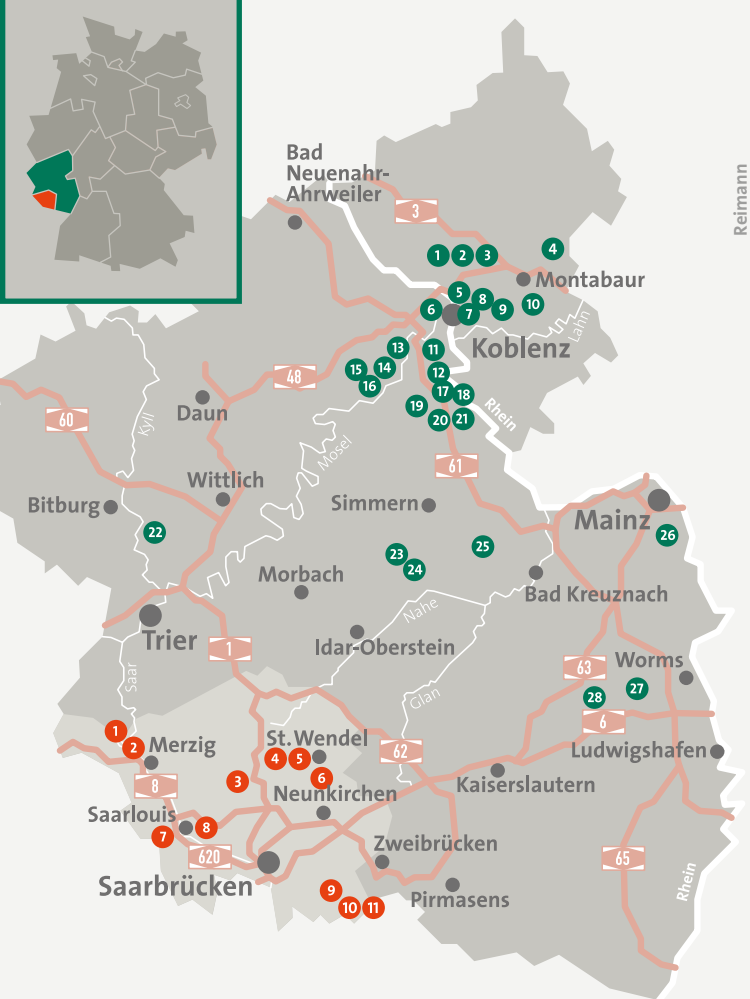 Bad
Neuenahr-
Ahrweiler
Reimann
3
1
2
3
4
Montabaur
5
8
6
7
9
10
Lahn
Koblenz
13
11
15
14
16
12
48
17
18
19
20
21
Rhein
Daun
60
Kyll
Mosel
61
Wittlich
Bitburg
Simmern
Mainz
22
26
23
24
25
Morbach
Bad Kreuznach
Nahe
Trier
Idar-Oberstein
1
Saar
63
Worms
Glan
28
27
6
1
2
Merzig
St. Wendel
4
5
6
62
Ludwigshafen
3
8
Neunkirchen
Kaiserslautern
Saarlouis
7
8
620
Zweibrücken
65
Saarbrücken
Rhein
9
10
11
Pirmasens